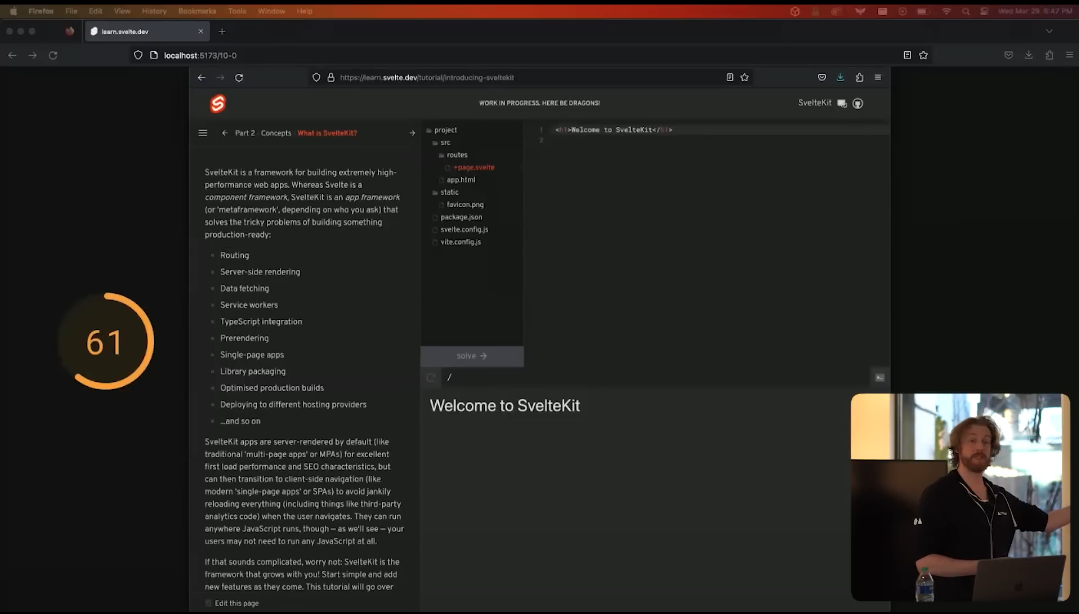 Firefox File Edit View History Bookmarks Tools Window Help
Wed Mar 29 6:47 PM
learn.svelte.dev
localhost:5173/10-0
https://learn.svelte.dev/tutorial/introducing-sveltekit
WORK IN PROGRESS. HERE BE DRAGONS!
SvelteKit
Part 2 Concepts What is SvelteKit?
SvelteKit is a framework for building extremely high-
performance web apps. Whereas Svelte is a
component framework, SvelteKit is an app framework
(or 'metaframework', depending on who you ask) that
solves the tricky problems of building something
production-ready:
Routing
Server-side rendering
Data fetching
Service workers
TypeScript integration
Prerendering
Single-page apps
Library packaging
Optimised production builds
Deploying to different hosting providers
...and so on
SvelteKit apps are server-rendered by default (like
traditional 'multi-page apps' or MPAs) for excellent
first load performance and SEO characteristics, but
can then transition to client-side navigation (like
modern 'single-page apps' or SPAs) to avoid jankily
reloading everything (including things like third-party
analytics code) when the user navigates. They can run
anywhere JavaScript runs, though — as we'll see — your
users may not need to run any JavaScript at all.
If that sounds complicated, worry not: SvelteKit is the
framework that grows with you! Start simple and add
new features as they come. This tutorial will go over
Edit this page
project
src
routes
+page.svelte
app.html
static
favicon.png
package.json
svelte.config.js
vite.config.js
solve →
1 <h1>Welcome to SvelteKit</h1>
/
Welcome to SvelteKit
61